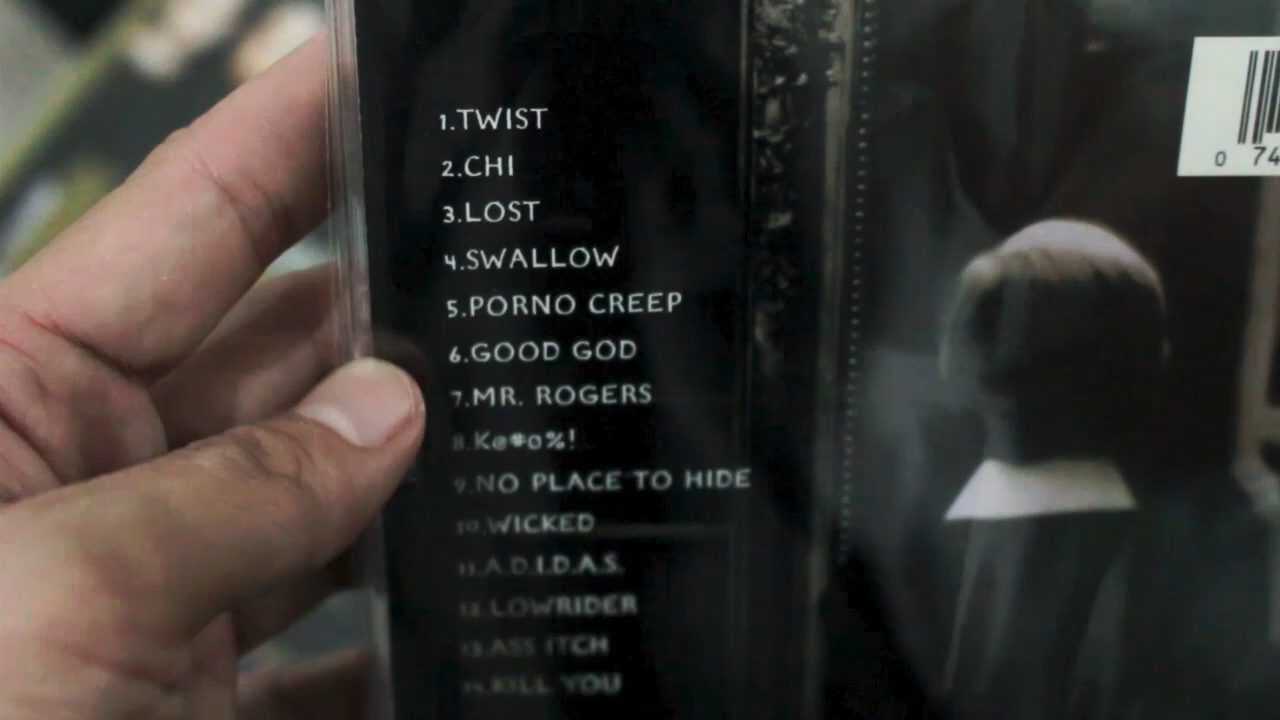 1.TWIST
2.CHI
3.LOST
4.SWALLOW
5.PORNO CREEP
6.GOOD GOD
7.MR. ROGERS
8.K@#o%!
9.NO PLACE TO HIDE
10.WICKED
11.A.D.I.D.A.S.
12.LOWRIDER
13.ASS ITCH
14.KILL YOU
0 74